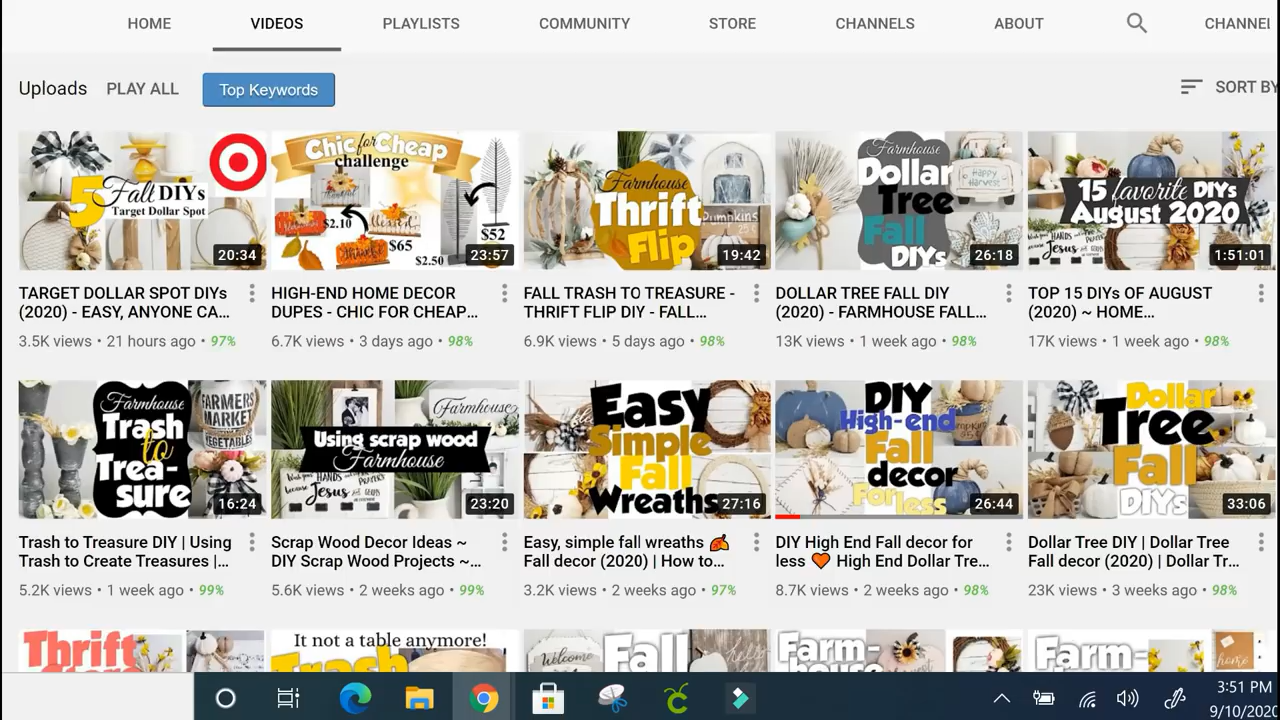 HOME VIDEOS PLAYLISTS COMMUNITY STORE CHANNELS ABOUT CHANNEL
Uploads PLAY ALL Top Keywords SORT BY
5 Fall DIYs
Target Dollar Spot
20:34
Chic for Cheap
challenge
$2.10
$65
$2.50
$52
23:57
Farmhouse
Thrift
Flip
Pumpkins
19:42
Farmhouse
Dollar
Tree
Fall
DIYs
Happy
Harvest
26:18
15 favorite DIYs
August 2020
Jesus
1:51:01
TARGET DOLLAR SPOT DIYs
(2020) - EASY, ANYONE CA...
3.5K views • 21 hours ago • 97%
HIGH-END HOME DECOR
DUPES - CHIC FOR CHEAP...
6.7K views • 3 days ago • 98%
FALL TRASH TO TREASURE -
THRIFT FLIP DIY - FALL...
6.9K views • 5 days ago • 98%
DOLLAR TREE FALL DIY
(2020) - FARMHOUSE FALL...
13K views • 1 week ago • 98%
TOP 15 DIYs OF AUGUST
(2020) ~ HOME...
17K views • 1 week ago • 98%
Farmhouse
Trash
to
Trea-
sure
FARMERS
MARKET
VEGETABLES
16:24
Using scrap wood
Farmhouse
Farmhouse
Jesus
23:20
Easy
Simple
Fall
Wreaths
27:16
DIY
High-end
Fall
decor
For less
26:44
Dollar
Tree
Fall
DIYs
33:06
Trash to Treasure DIY | Using
Trash to Create Treasures |...
5.2K views • 1 week ago • 99%
Scrap Wood Decor Ideas ~
DIY Scrap Wood Projects ~...
5.6K views • 2 weeks ago • 99%
Easy, simple fall wreaths 🍂
Fall decor (2020) | How to...
3.2K views • 2 weeks ago • 97%
DIY High End Fall decor for
less 🧡 High End Dollar Tre...
8.7K views • 2 weeks ago • 98%
Dollar Tree DIY | Dollar Tree
Fall decor (2020) | Dollar Tr...
23K views • 3 weeks ago • 98%
Thrift
It not a table anymore!
Trash
Welcome
Fall
hello
Farm-
Farm-
home
3:51 PM
9/10/2020